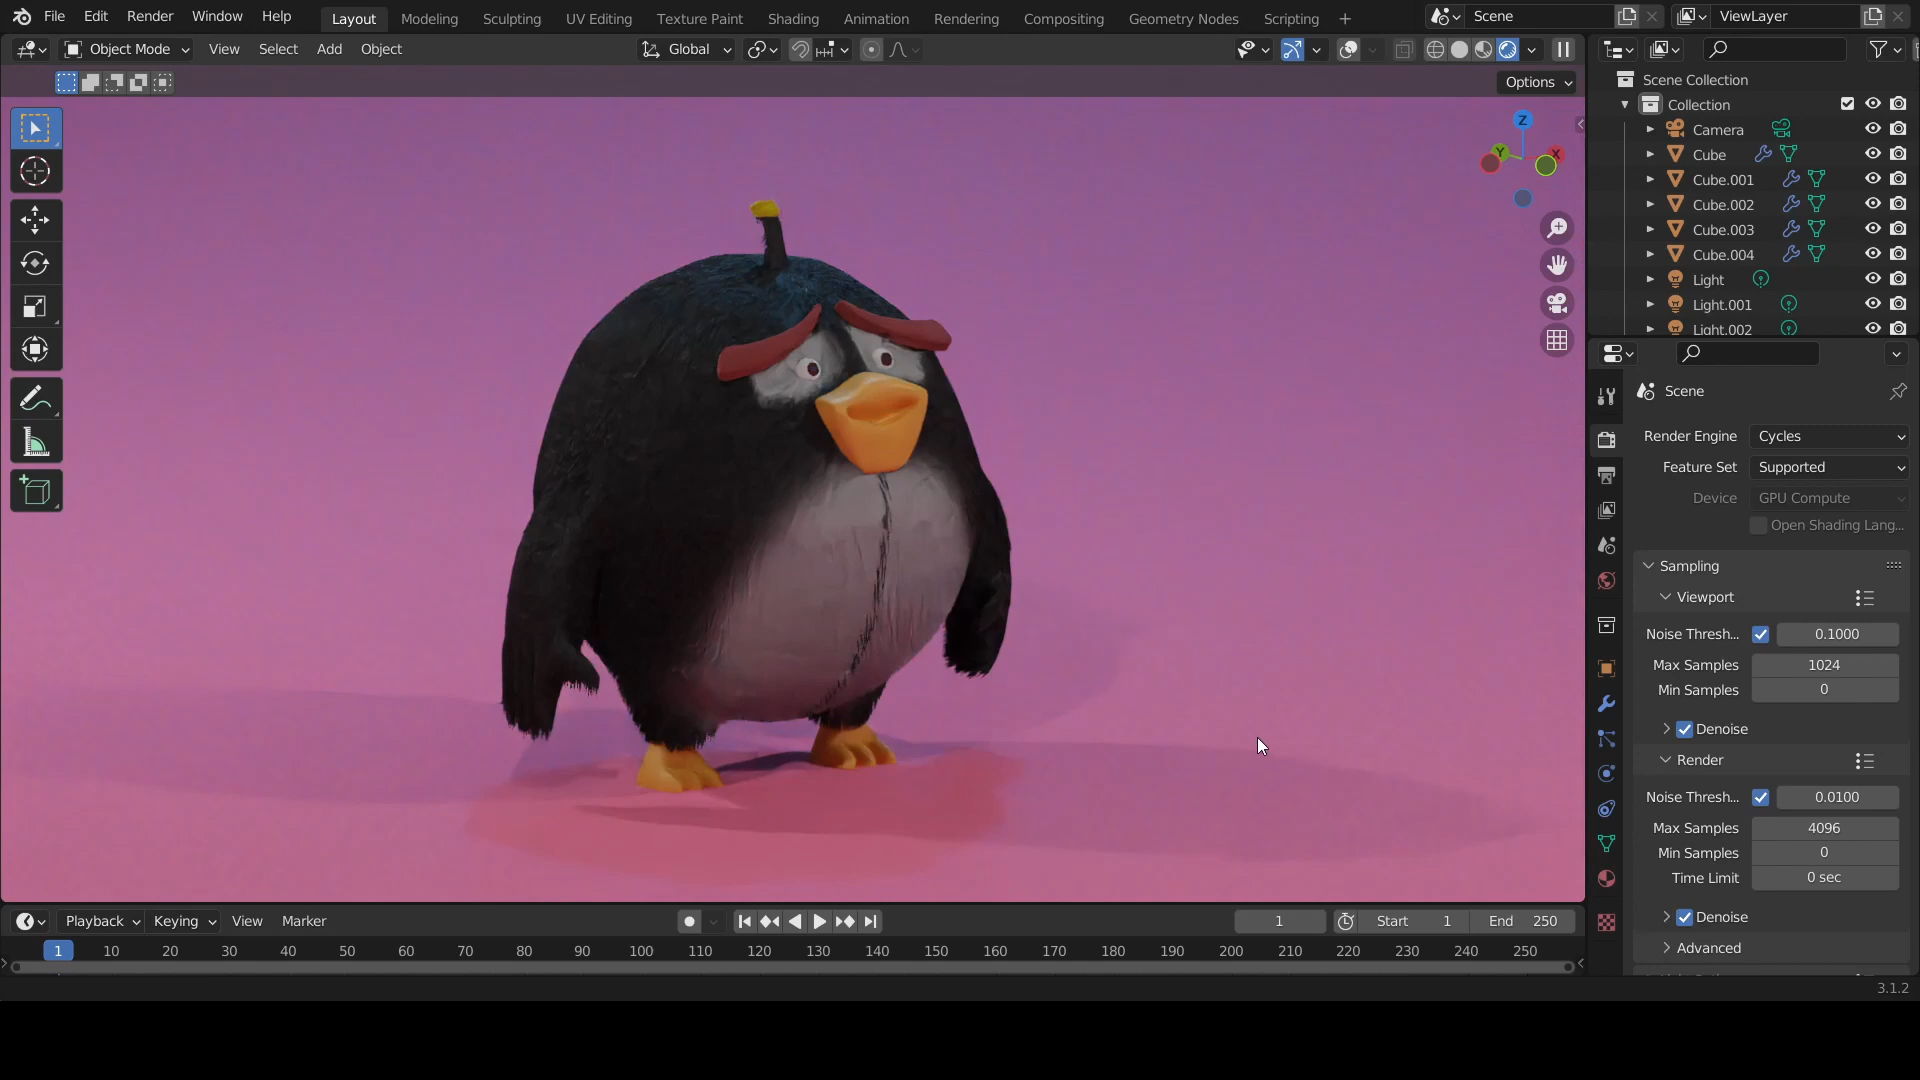 File Edit Render Window Help Layout Modeling Sculpting UV Editing Texture Paint Shading Animation Rendering Compositing Geometry Nodes Scripting Scene ViewLayer
Object Mode View Select Add Object Global
Options
Z
Y X
Scene Collection
Collection
Camera
Cube
Cube.001
Cube.002
Cube.003
Cube.004
Light
Light.001
Light.002
Scene
Render Engine Cycles
Feature Set Supported
Device GPU Compute
Open Shading Lang...
Sampling
Viewport
Noise Thresh... 0.1000
Max Samples 1024
Min Samples 0
Denoise
Render
Noise Thresh... 0.0100
Max Samples 4096
Min Samples 0
Time Limit 0 sec
Denoise
Advanced
Playback Keying View Marker 1 Start 1 End 250
1 10 20 30 40 50 60 70 80 90 100 110 120 130 140 150 160 170 180 190 200 210 220 230 240 250
3.1.2